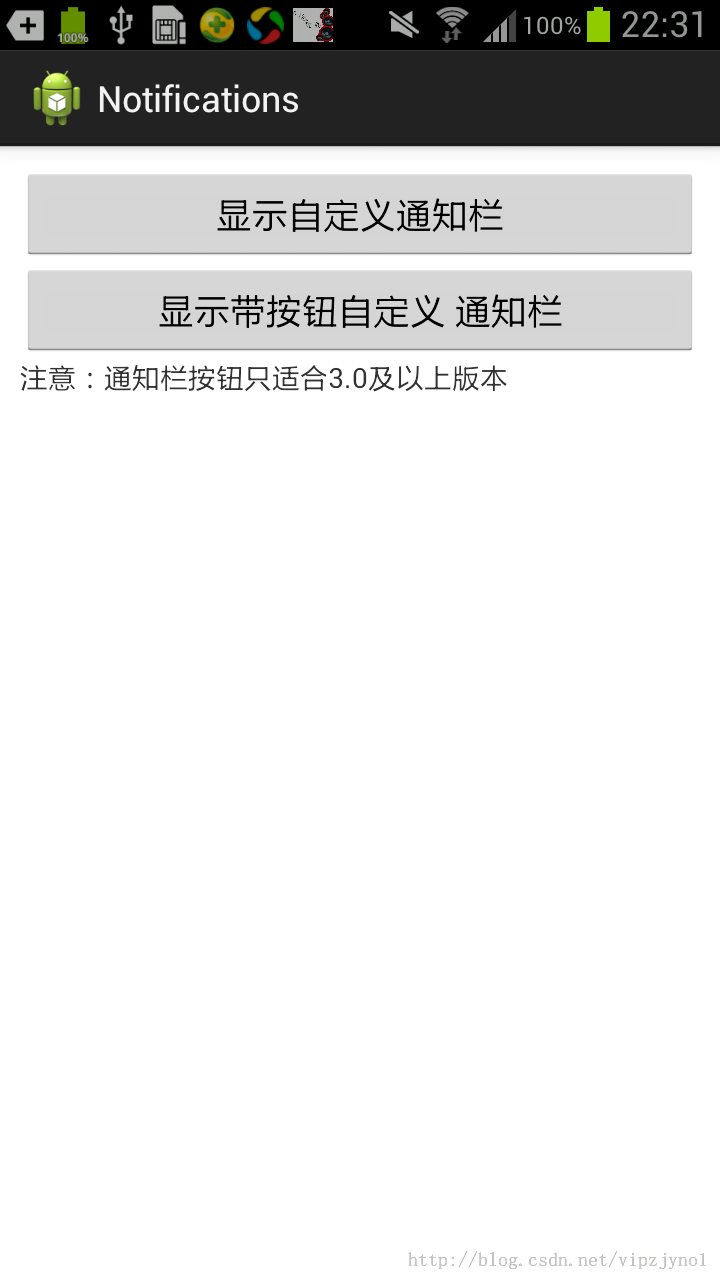 100% 100% 22:31
Notifications
显示自定义通知栏
显示带按钮自定义 通知栏
注意：通知栏按钮只适合3.0及以上版本
http://blog.csdn.net/vipzjyno1